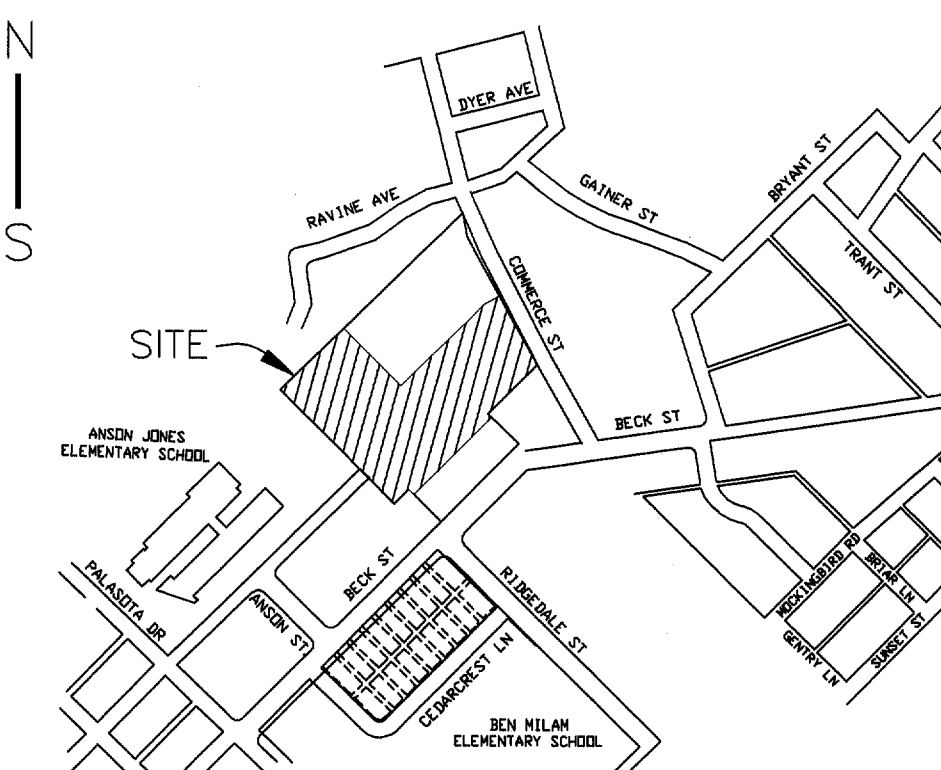 N
S
DYER AVE
RAVINE AVE
GAINER ST
BRYANT ST
TRANT ST
COMMERCE ST
SITE
BECK ST
ANSON JONES
ELEMENTARY SCHOOL
PALASOTA DR
ANSON ST
BECK ST
RIDGEDALE ST
CEDARCREST LN
MOCKINGBIRD RD
BRIAR LN
GENTRY LN
SUNSET ST
BEN MILAM
ELEMENTARY SCHOOL